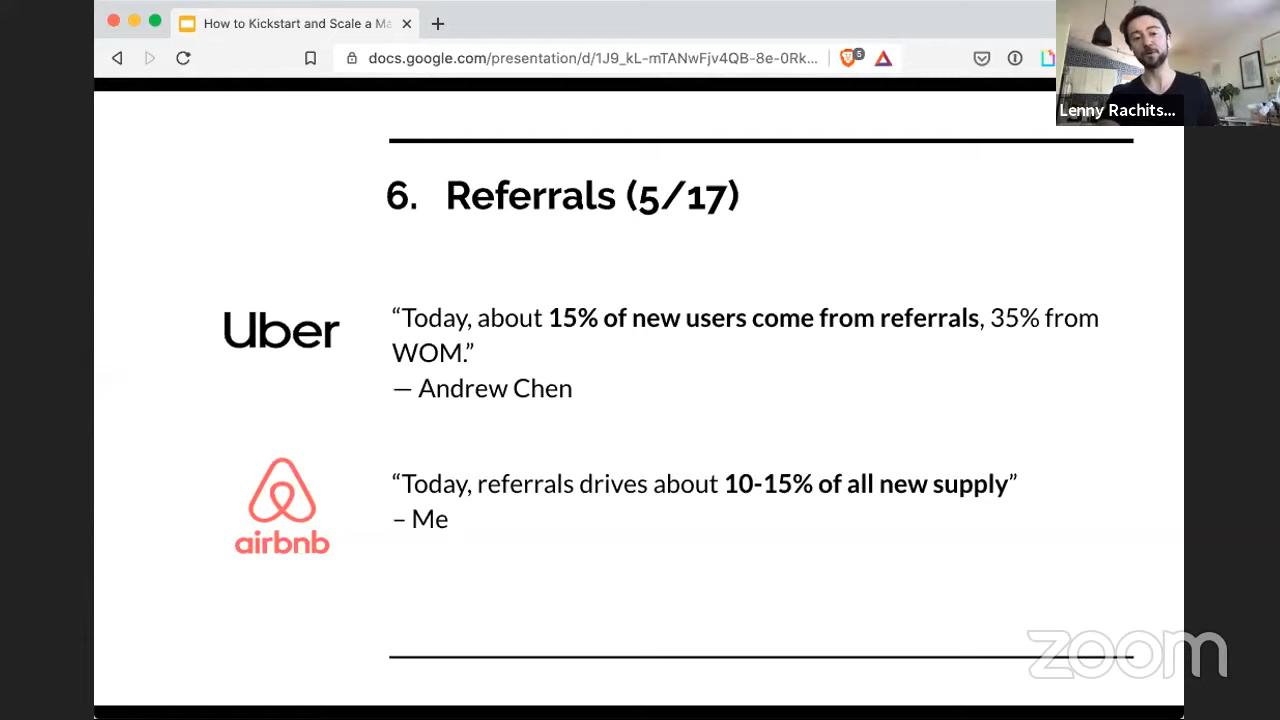 How to Kickstart and Scale a Ma
docs.google.com/presentation/d/1J9_kL-mTANwFjv4QB-8e-0Rk...
5
Lenny Rachits...
6. Referrals (5/17)
Uber
“Today, about 15% of new users come from referrals, 35% from
WOM.”
— Andrew Chen
airbnb
“Today, referrals drives about 10-15% of all new supply”
– Me
zoom